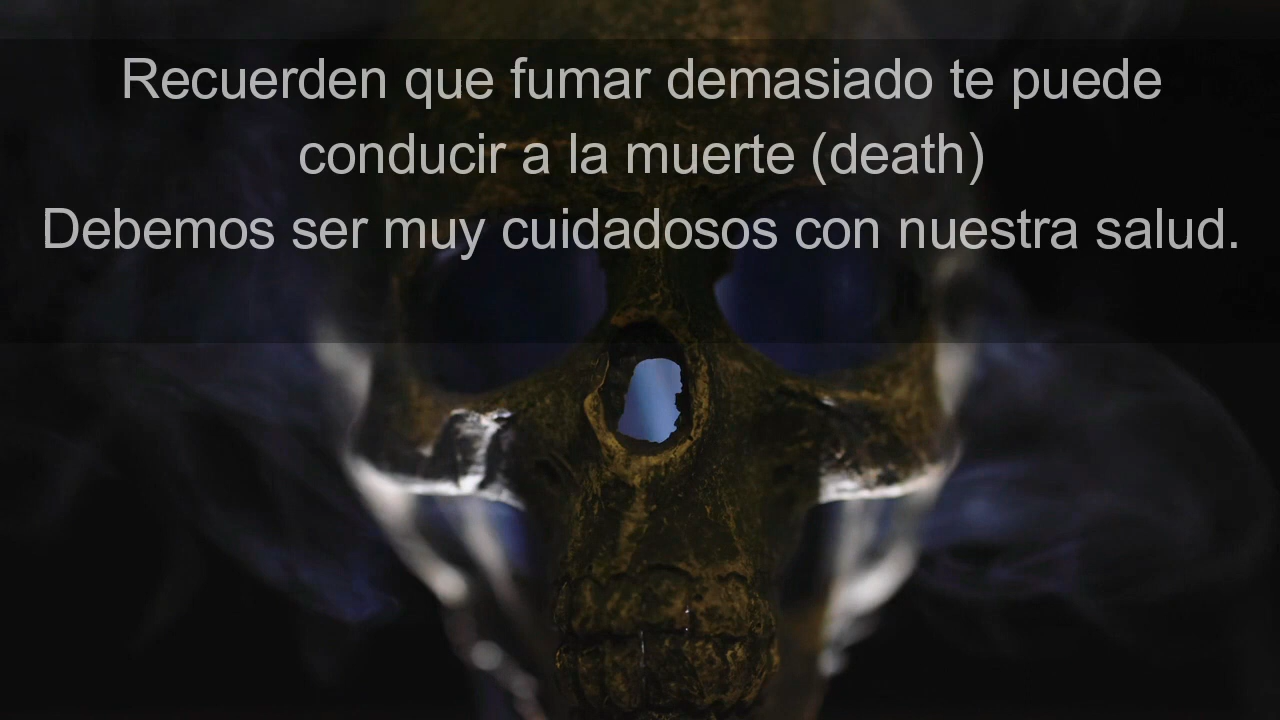 Recuerden que fumar demasiado te puede
conducir a la muerte (death)
Debemos ser muy cuidadosos con nuestra salud.